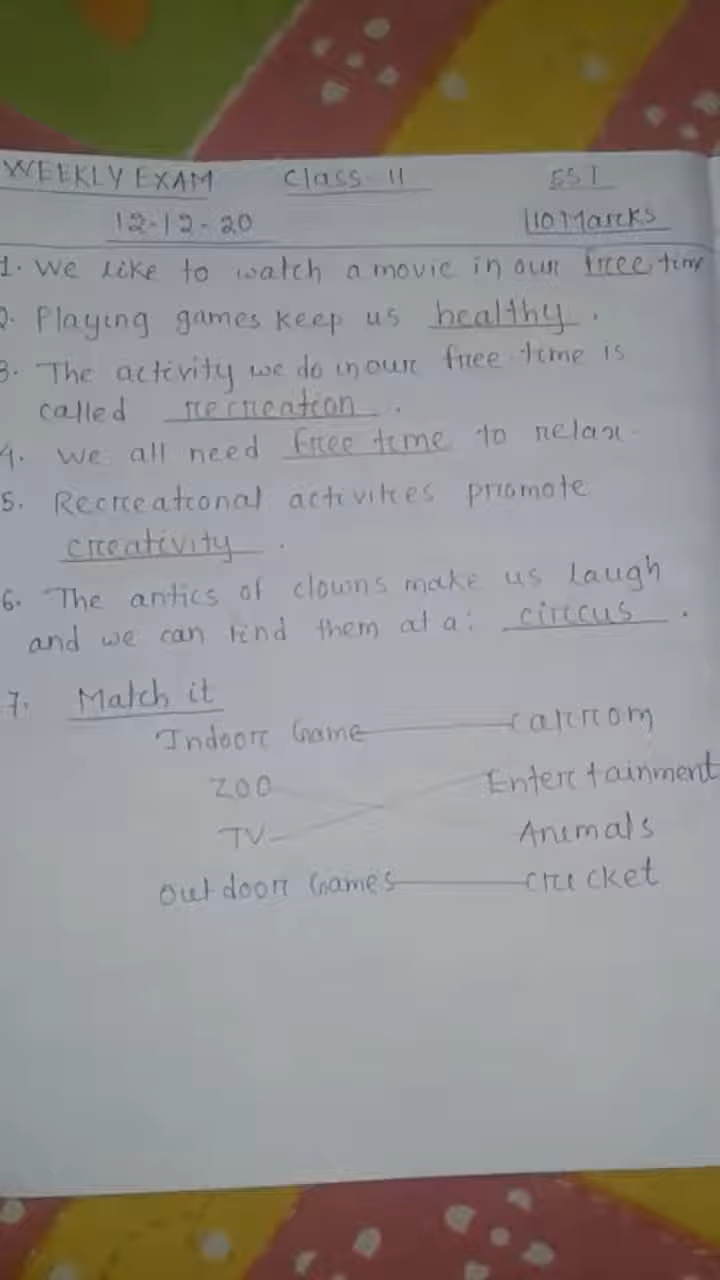 WEEKLY EXAM Class-II EST
12-12-20 110 Marks
1. We like to watch a movie in our free time
2. Playing games keep us healthy.
3. The activity we do in our free time is
called recreation.
4. We all need free time to relax.
5. Recreational activities promote
creativity.
6. The antics of clowns make us laugh
and we can find them at a: circus.
7. Match it
Indoor Game carrom
ZOO Entertainment
TV Animals
Outdoor Games cricket